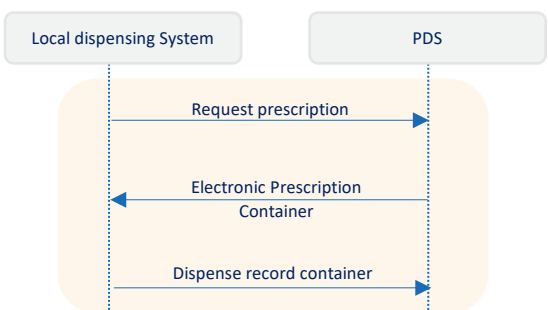 Local dispensing System
PDS
Request prescription
Electronic Prescription
Container
Dispense record container